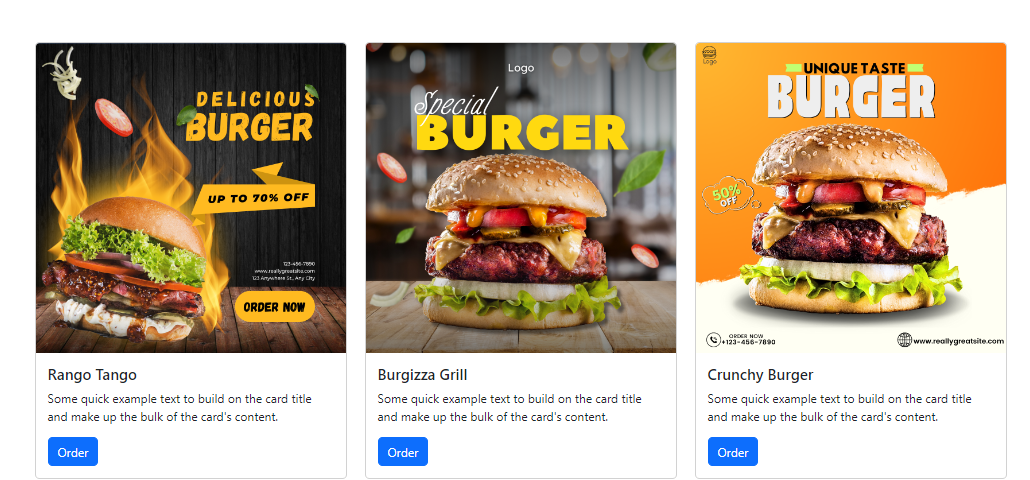 DELICIOUS
BURGER
UP TO 70% OFF
123-456-7890
www.reallygreatsite.com
123 Anywhere St., Any City
ORDER NOW
Rango Tango
Some quick example text to build on the card title
and make up the bulk of the card's content.
Order
Logo
Special
BURGER
Burgizza Grill
Some quick example text to build on the card title
and make up the bulk of the card's content.
Order
Logo
UNIQUE TASTE
BURGER
50%
OFF
ORDER NOW
+123-456-7890
www.reallygreatsite.com
Crunchy Burger
Some quick example text to build on the card title
and make up the bulk of the card's content.
Order